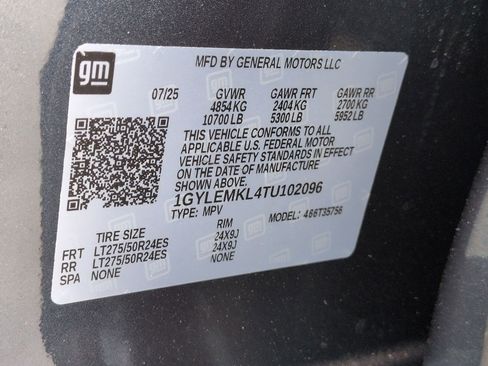 gm
MFD BY GENERAL MOTORS LLC
07/25 GVWR GAWR FRT GAWR RR
4854 KG 2404 KG 2700 KG
10700 LB 5300 LB 5952 LB
THIS VEHICLE CONFORMS TO ALL
APPLICABLE U.S. FEDERAL MOTOR
VEHICLE SAFETY STANDARDS IN EFFECT
ON THE DATE OF MANUFACTURE
SHOWN ABOVE.
1GYLEMKL4TU102096
TYPE: MPV MODEL: 4S6T35756
TIRE SIZE RIM
FRT LT275/50R24ES 24X9J
RR LT275/50R24ES 24X9J
SPA NONE NONE